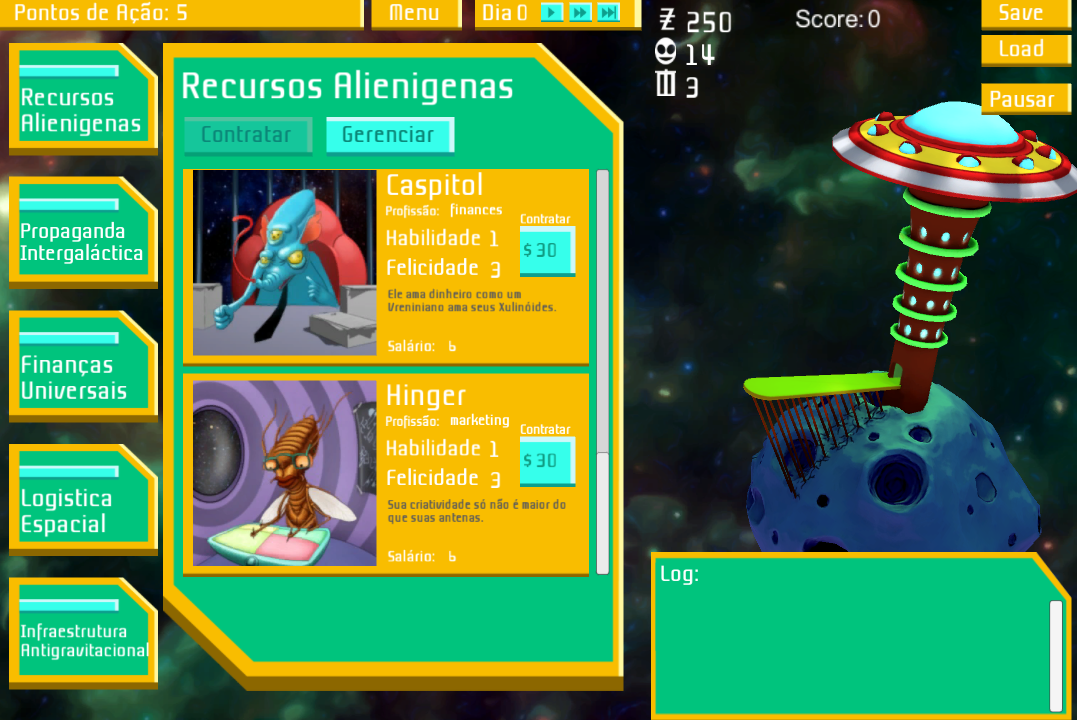 Pontos de Ação: 5
Menu
Dia 0
Ƶ 250
14
3
Score: 0
Save
Load
Pausar
Recursos
Alienigenas
Propaganda
Intergaláctica
Finanças
Universais
Logistica
Espacial
Infraestrutura
Antigravitacional
Recursos Alienigenas
Contratar
Gerenciar
Caspitol
Profissão: finances
Contratar
Habilidade 1
$ 30
Felicidade 3
Ele ama dinheiro como um
Vreniniano ama seus Xulinóides.
Salário: 6
Hinger
Profissão: marketing
Contratar
Habilidade 1
$ 30
Felicidade 3
Sua criatividade só não é maior do
que suas antenas.
Salário: 6
Log: